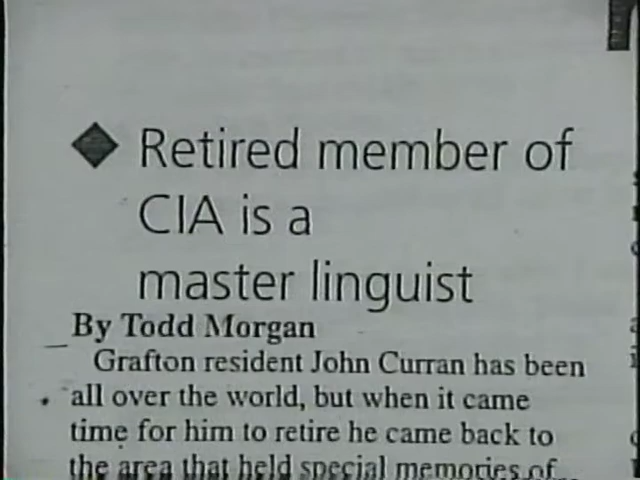 Retired member of
CIA is a
master linguist
By Todd Morgan
Grafton resident John Curran has been
all over the world, but when it came
time for him to retire he came back to
the area that held special memories of